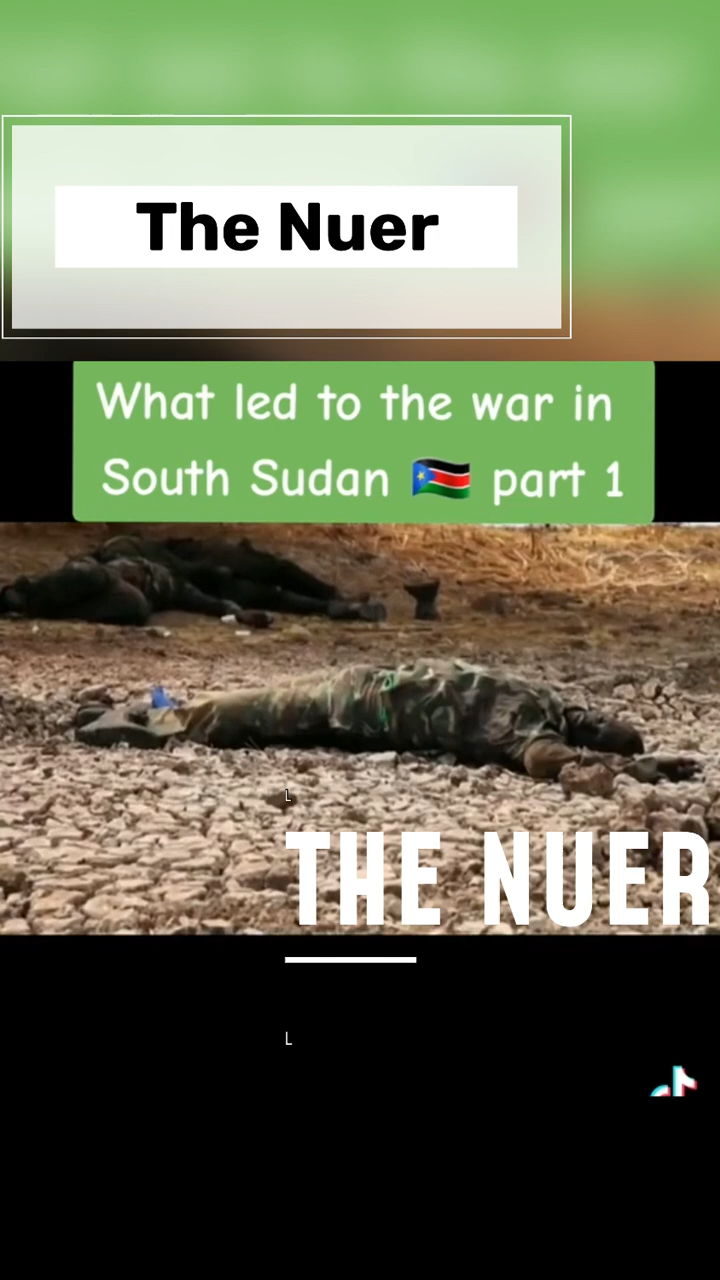 The Nuer
What led to the war in
South Sudan 🇸🇸 part 1
L
THE NUER
L